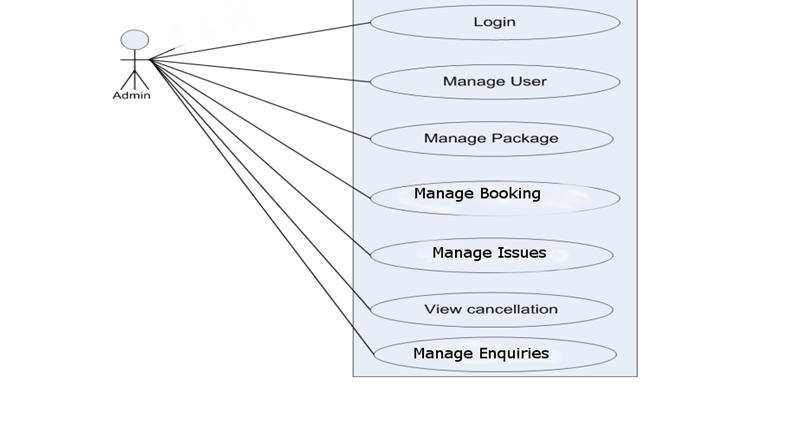 Login
Admin
Manage User
Manage Package
Manage Booking
Manage Issues
View cancellation
Manage Enquiries